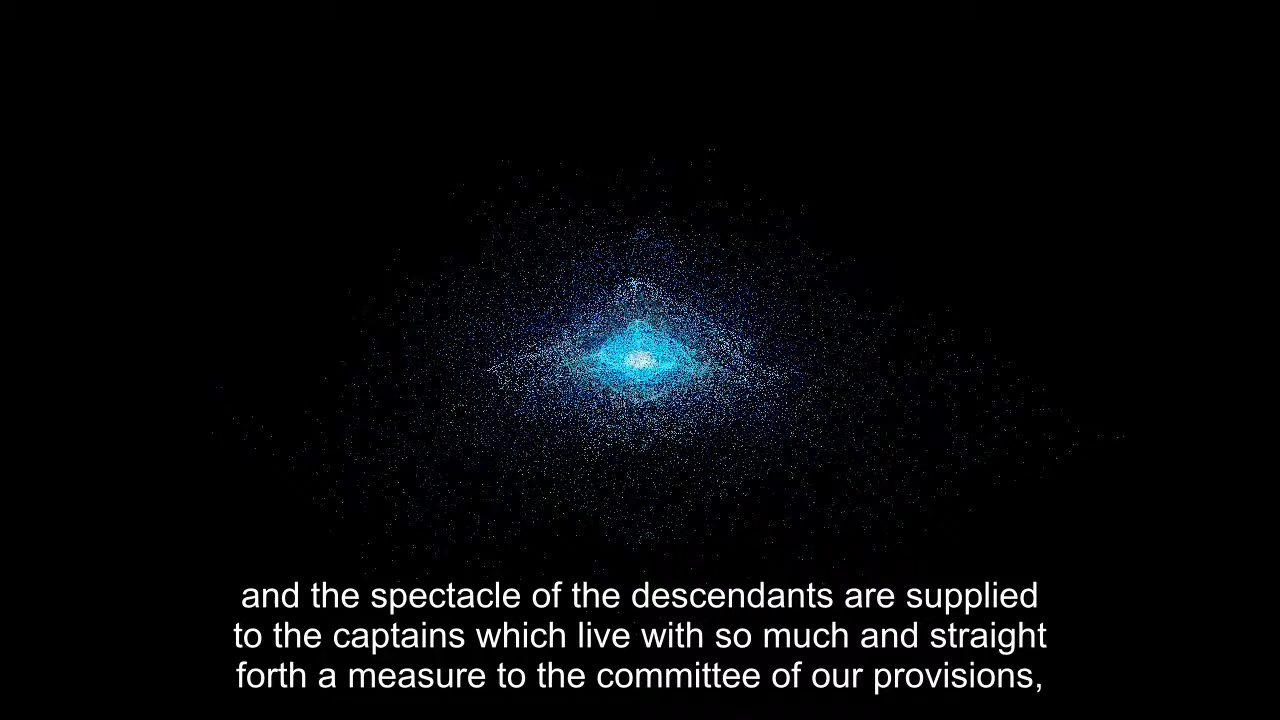 and the spectacle of the descendants are supplied
to the captains which live with so much and straight
forth a measure to the committee of our provisions,